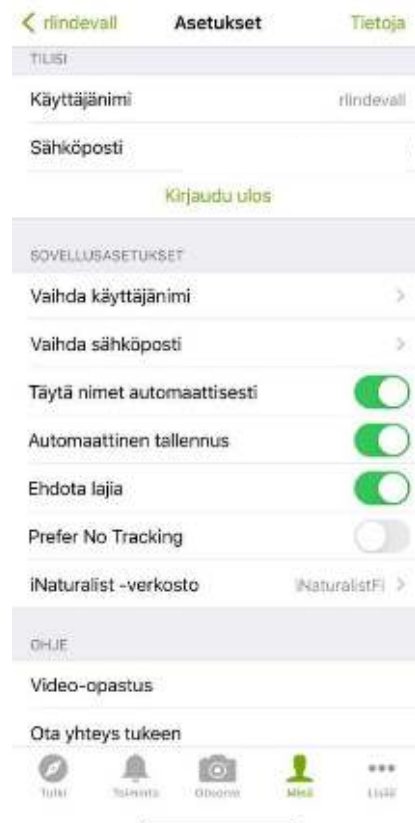 rlindevall Asetukset Tietoja
TILISI
Käyttäjänimi rlindevall
Sähköposti
Kirjaudu ulos
SOVELLUSASETUKSET
Vaihda käyttäjänimi
Vaihda sähköposti
Täytä nimet automaattisesti
Automaattinen tallennus
Ehdota lajia
Prefer No Tracking
iNaturalist -verkosto iNaturalistFi
OHJE
Video-opastus
Ota yhteys tukeen
Tutki Toiminta Observe Minä Lisää